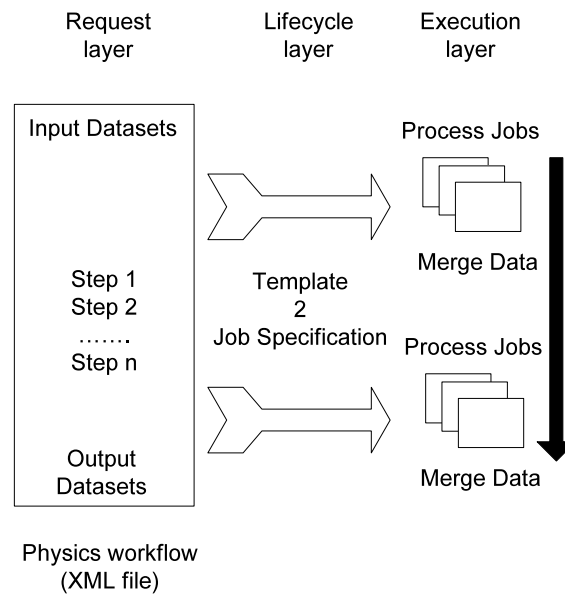 Request
layer
Lifecycle
layer
Execution
layer
Input Datasets
Step 1
Step 2
.......
Step n
Output
Datasets
Physics workflow
(XML file)
Template
2
Job Specification
Process Jobs
Merge Data
Process Jobs
Merge Data